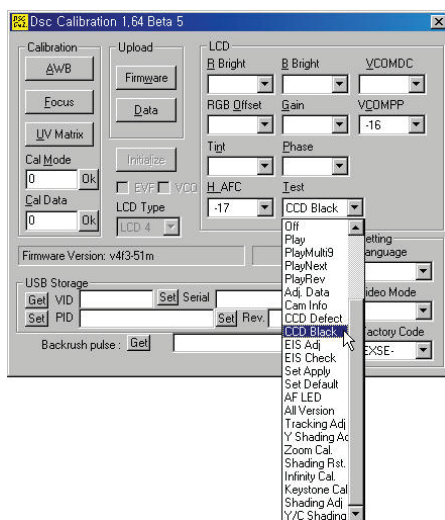 Dsc Calibration 1,64 Beta 5
Calibration
AWB
Focus
UV Matrix
Cal Mode
0 Ok
Cal Data
0 Ok
Upload
Firmware
Data
Initialize
EVF VCO
LCD Type
LCD 4
LCD
R Bright B Bright VCOMDC
RGB Offset Gain VCOMPP
-16
Tint Phase
H_AFC Test
-17 CCD Black
Off
Play
PlayMulti9
PlayNext
PlayRev
Adj. Data
Cam Info
CCD Defect
CCD Black
EIS Adj
EIS Check
Set Apply
Set Default
AF LED
All Version
Tracking Adj
Y Shading Ad
Zoom Cal.
Shading Rst.
Infinity Cal.
Keystone Cal
Shading Adj
Y/C Shading
Firmware Version: v4f3-51m
USB Storage
Get VID Set Serial
Set PID Set Rev.
Backrush pulse : Get
etting
anguage
ideo Mode
actory Code
EXSE-